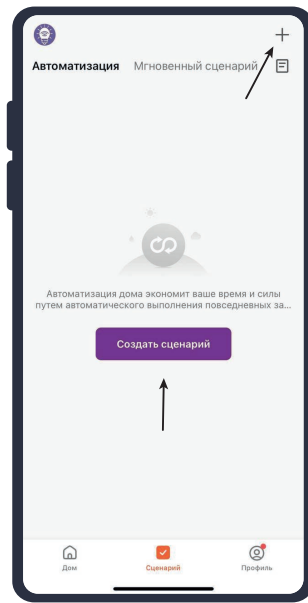 Автоматизация Мгновенный сценарий
Автоматизация дома экономит ваше время и силы
путем автоматического выполнения повседневных за...
Создать сценарий
Дом Сценарий Профиль